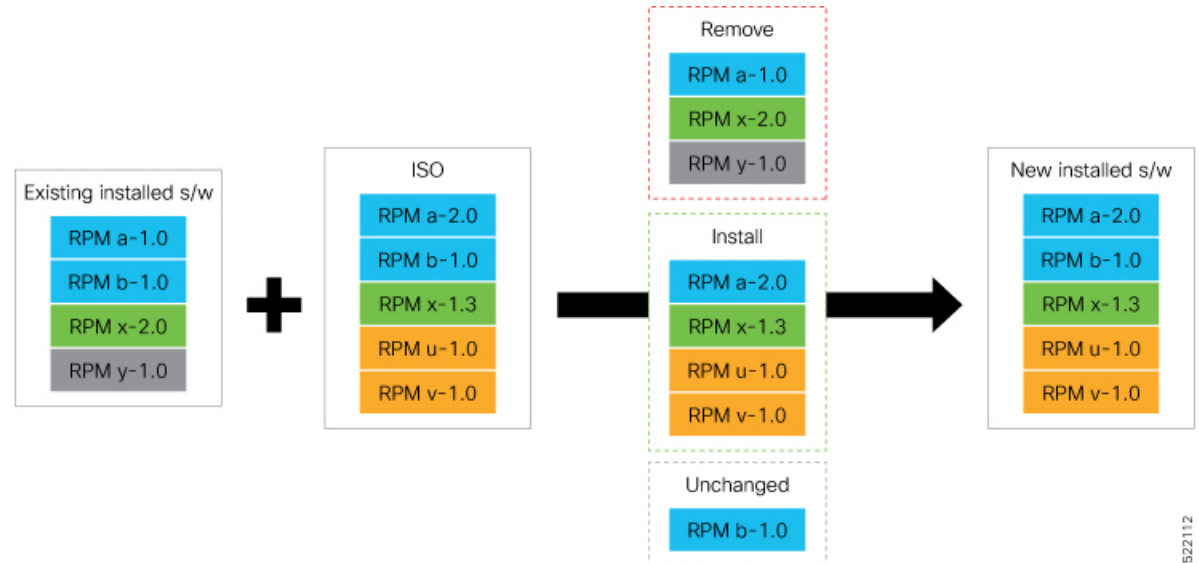 Existing installed s/w
RPM a-1.0
RPM b-1.0
RPM x-2.0
RPM y-1.0
ISO
RPM a-2.0
RPM b-1.0
RPM x-1.3
RPM u-1.0
RPM v-1.0
Remove
RPM a-1.0
RPM x-2.0
RPM y-1.0
Install
RPM a-2.0
RPM x-1.3
RPM u-1.0
RPM v-1.0
Unchanged
RPM b-1.0
New installed s/w
RPM a-2.0
RPM b-1.0
RPM x-1.3
RPM u-1.0
RPM v-1.0
522112